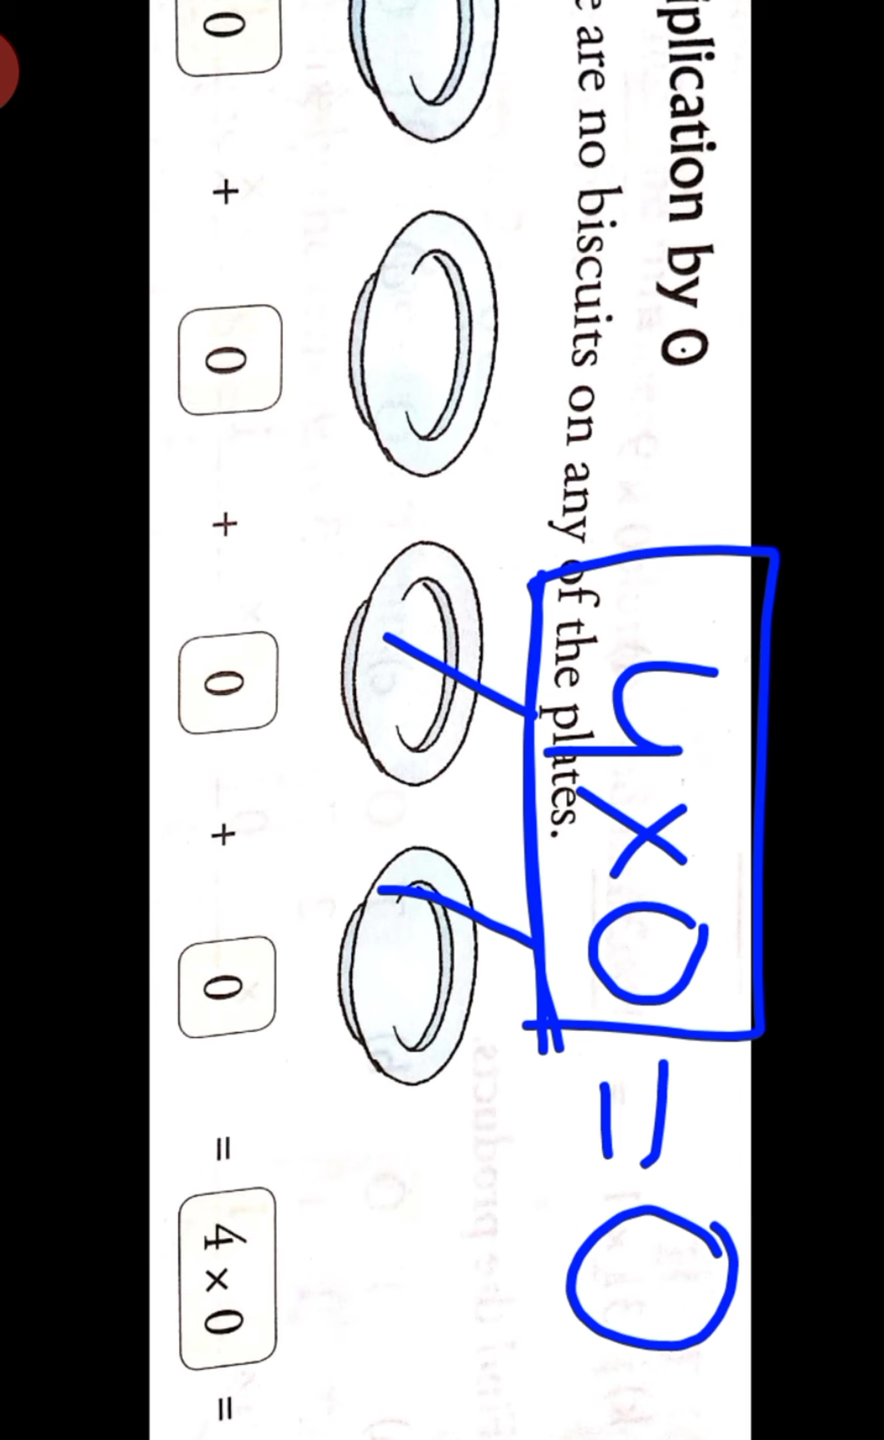 iplication by 0
e are no biscuits on any of the plates.
4 × 0 = 0
0 + 0 + 0 + 0 = 4 × 0 =